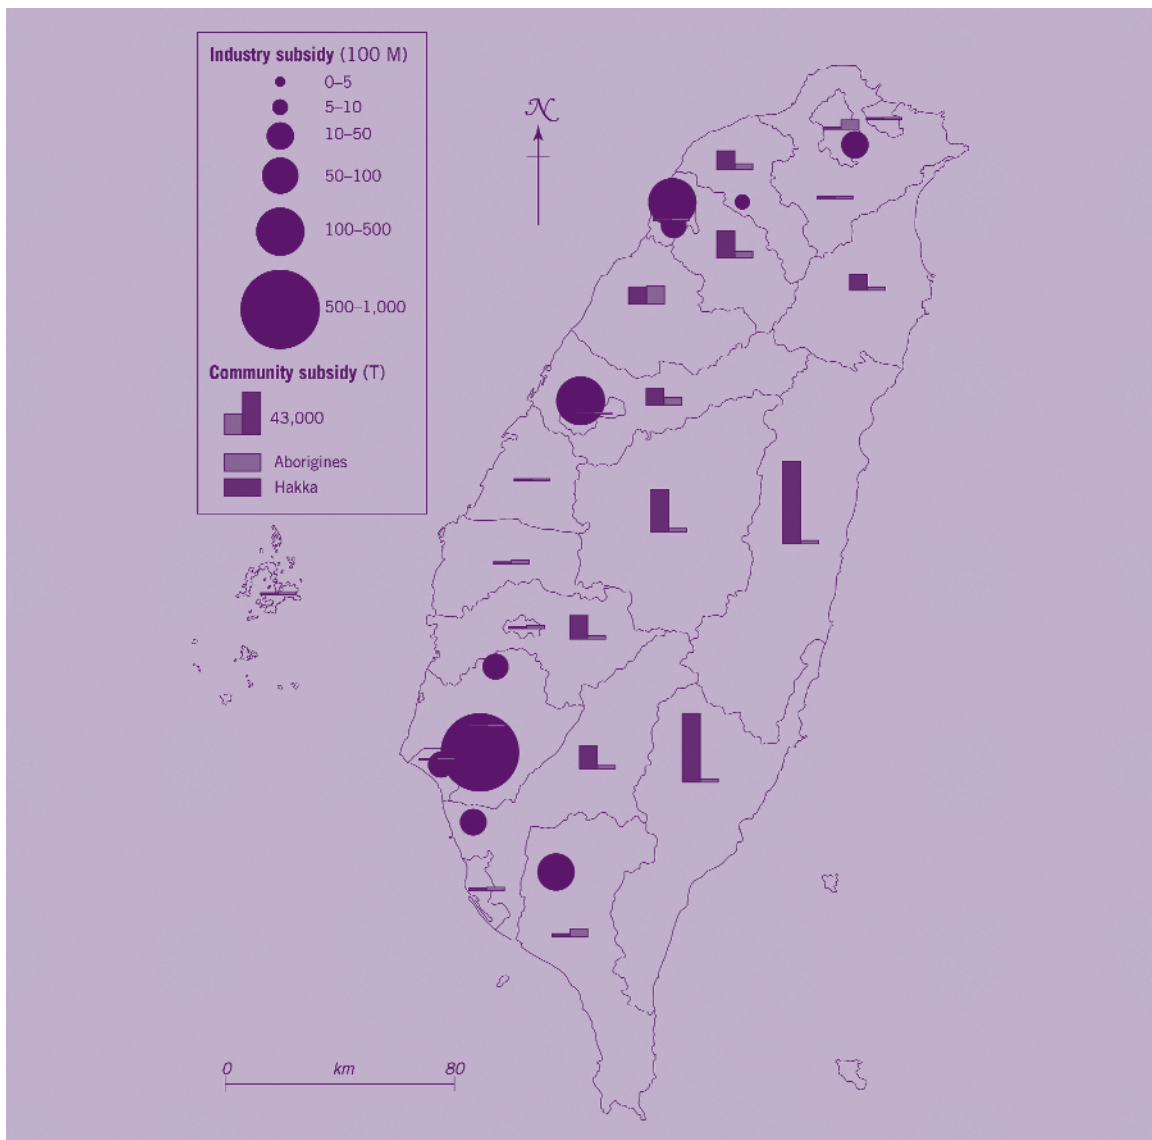 Industry subsidy (100 M)
0–5
5–10
10–50
50–100
100–500
500–1,000
Community subsidy (T)
43,000
Aborigines
Hakka
N
0 km 80